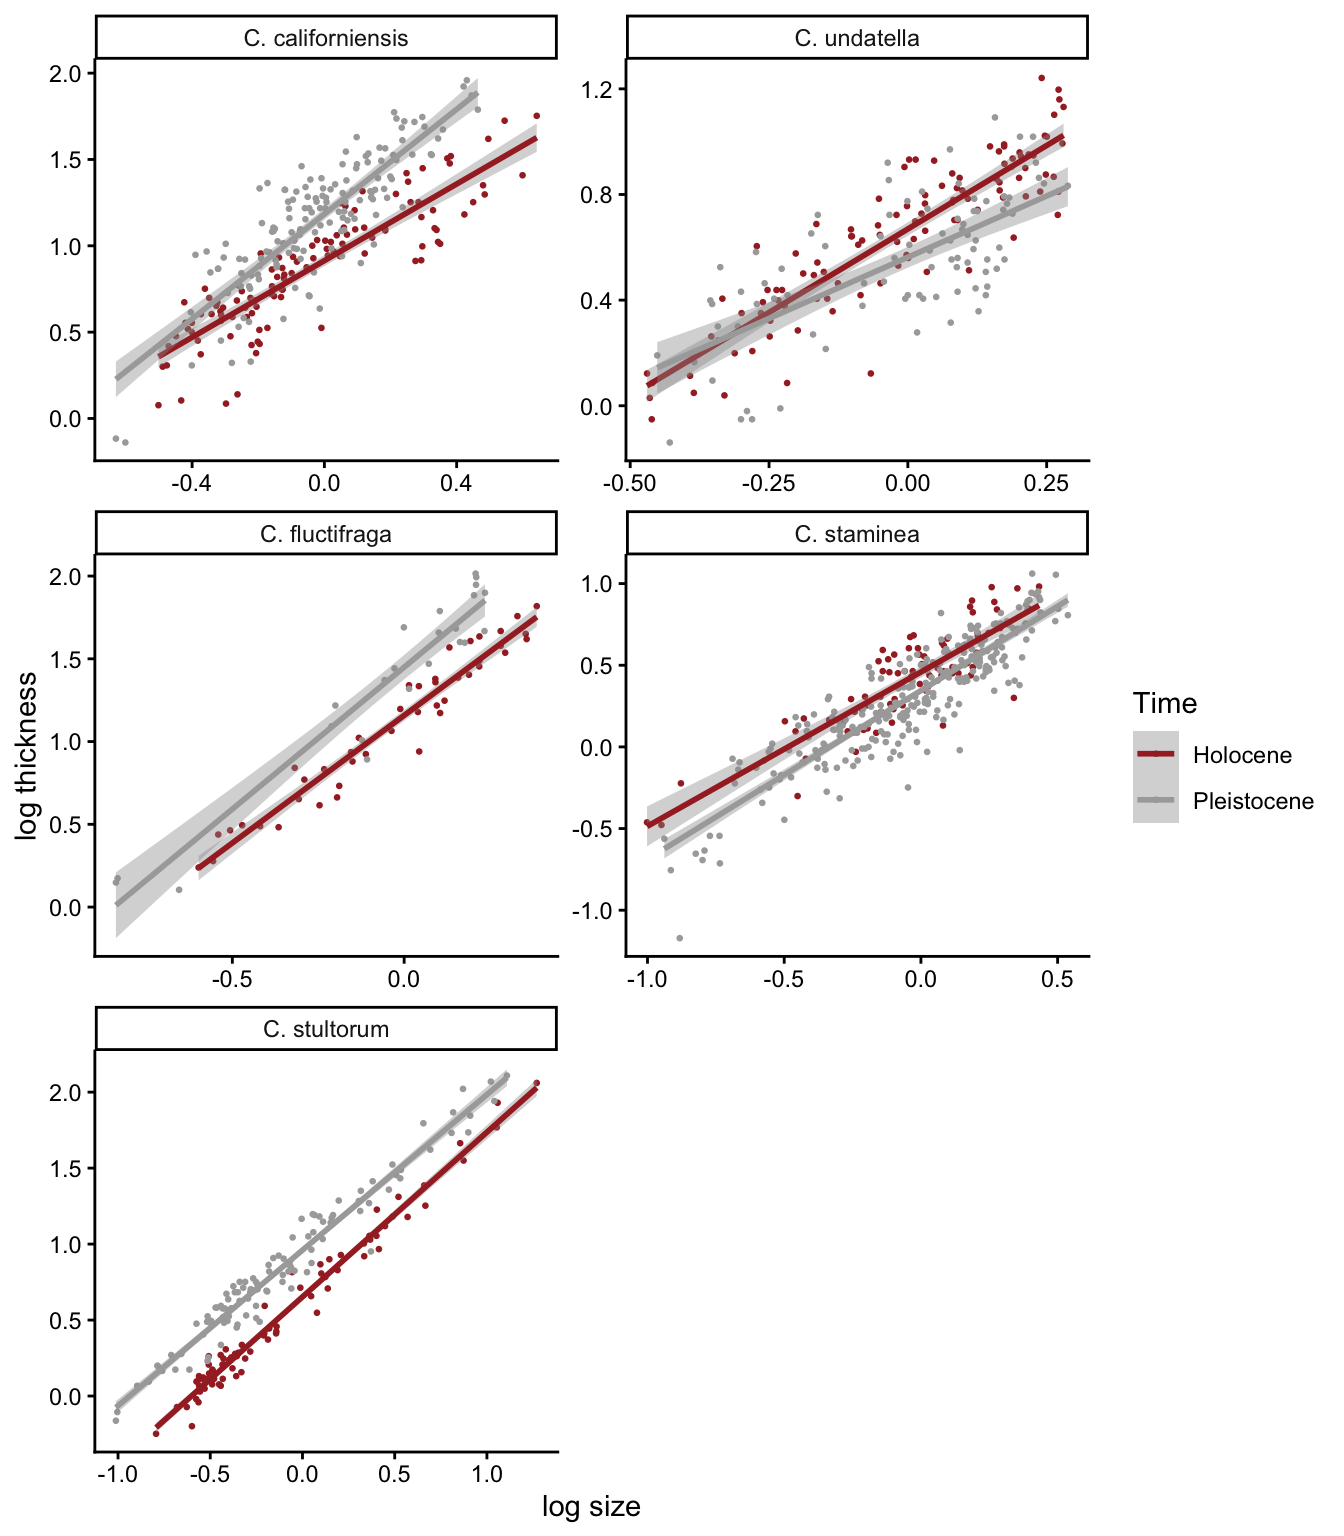 C. californiensis
C. undatella
2.0
1.5
1.0
0.5
0.0
1.2
0.8
0.4
0.0
-0.4 0.0 0.4
-0.50 -0.25 0.00 0.25
C. fluctifraga
C. staminea
2.0
1.5
1.0
0.5
0.0
1.0
0.5
0.0
-0.5
-1.0
-0.5 0.0
-1.0 -0.5 0.0 0.5
log thickness
Time
Holocene
Pleistocene
C. stultorum
2.0
1.5
1.0
0.5
0.0
-1.0 -0.5 0.0 0.5 1.0
log size